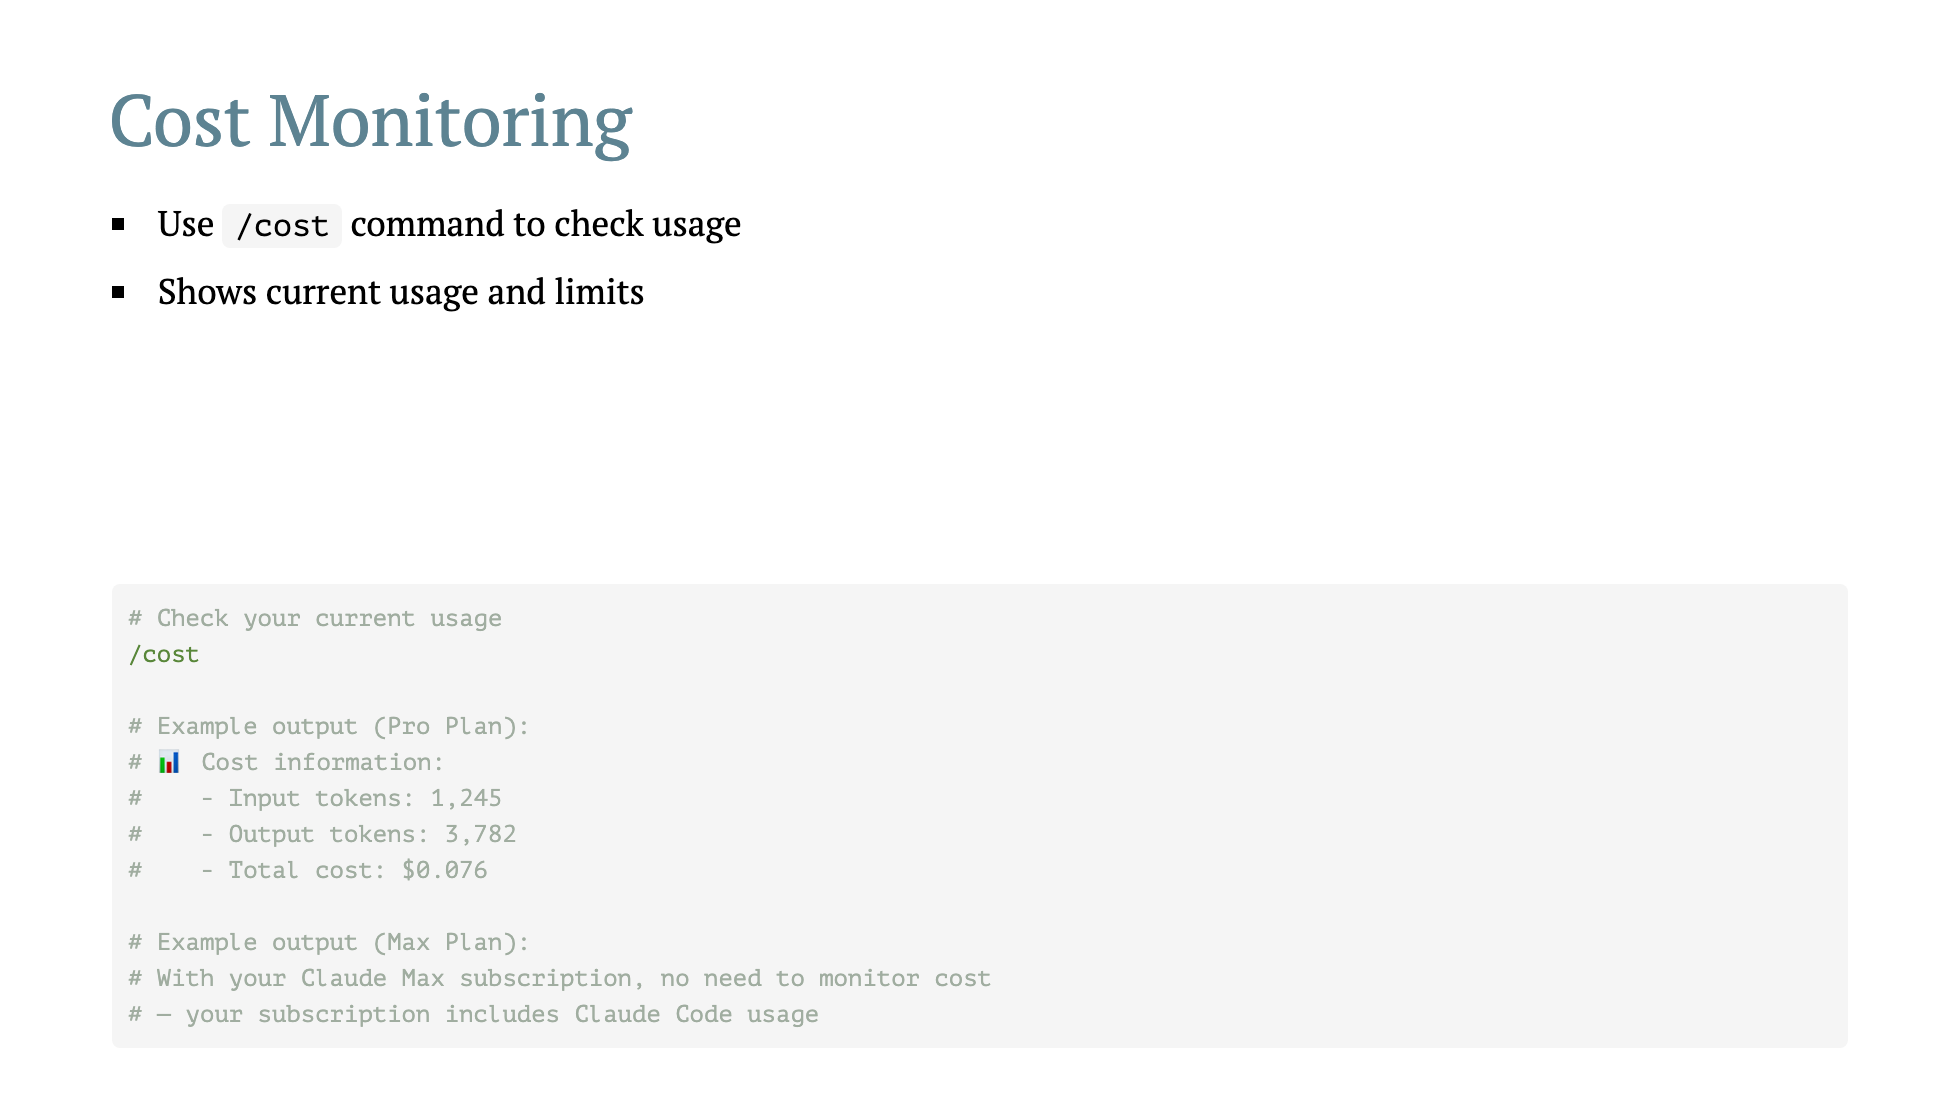 Cost Monitoring
▪ Use /cost command to check usage
▪ Shows current usage and limits
# Check your current usage
/cost
# Example output (Pro Plan):
# 📊 Cost information:
#    - Input tokens: 1,245
#    - Output tokens: 3,782
#    - Total cost: $0.076
# Example output (Max Plan):
# With your Claude Max subscription, no need to monitor cost
# — your subscription includes Claude Code usage